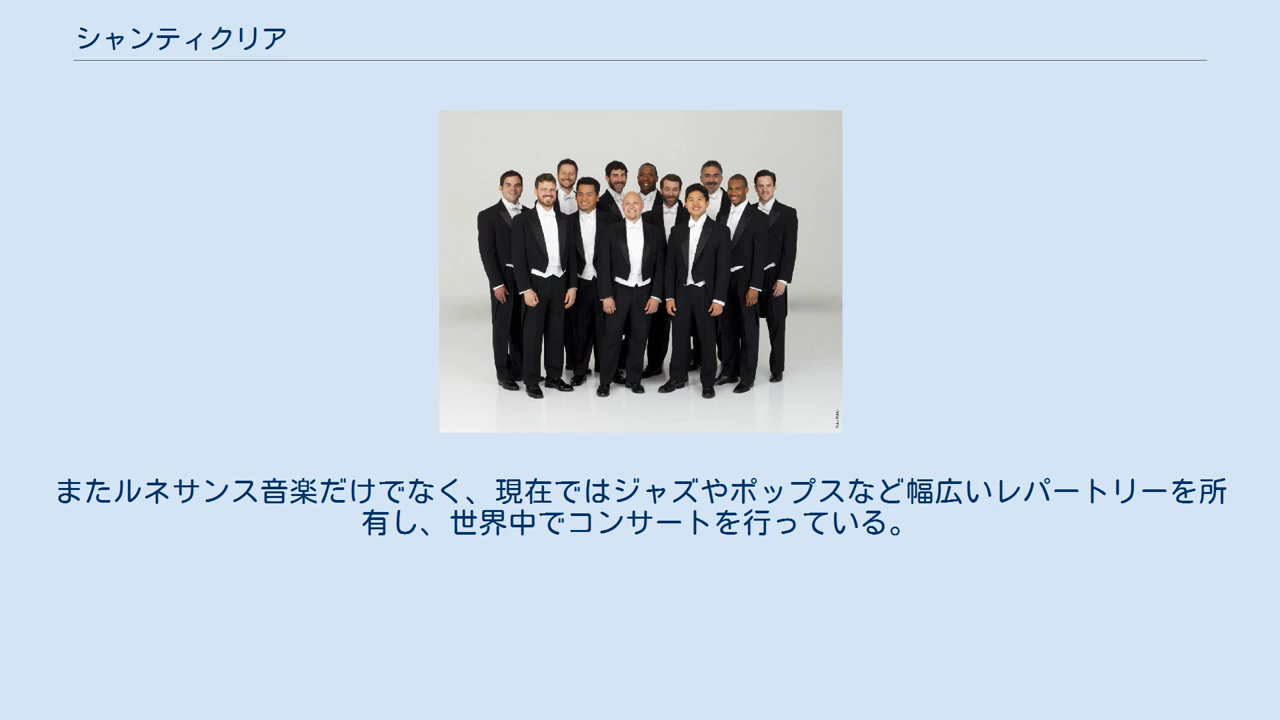 シャンティクリア
またルネサンス音楽だけでなく、現在ではジャズやポップスなど幅広いレパートリーを所
有し、世界中でコンサートを行っている。